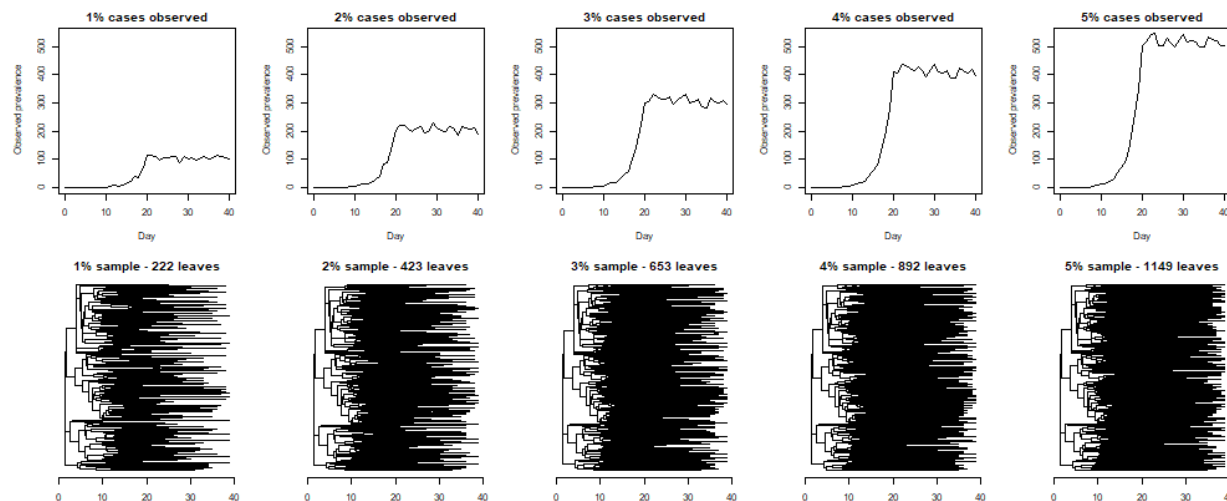 1% cases observed
2% cases observed
3% cases observed
4% cases observed
5% cases observed
Observed prevalence
0 100 200 300 400 500
0 10 20 30 40
Day
Observed prevalence
0 100 200 300 400 500
0 10 20 30 40
Day
Observed prevalence
0 100 200 300 400 500
0 10 20 30 40
Day
Observed prevalence
0 100 200 300 400 500
0 10 20 30 40
Day
Observed prevalence
0 100 200 300 400 500
0 10 20 30 40
Day
1% sample - 222 leaves
2% sample - 423 leaves
3% sample - 653 leaves
4% sample - 892 leaves
5% sample - 1149 leaves
0 10 20 30 40
0 10 20 30 40
0 10 20 30 40
0 10 20 30 40
0 10 20 30 40